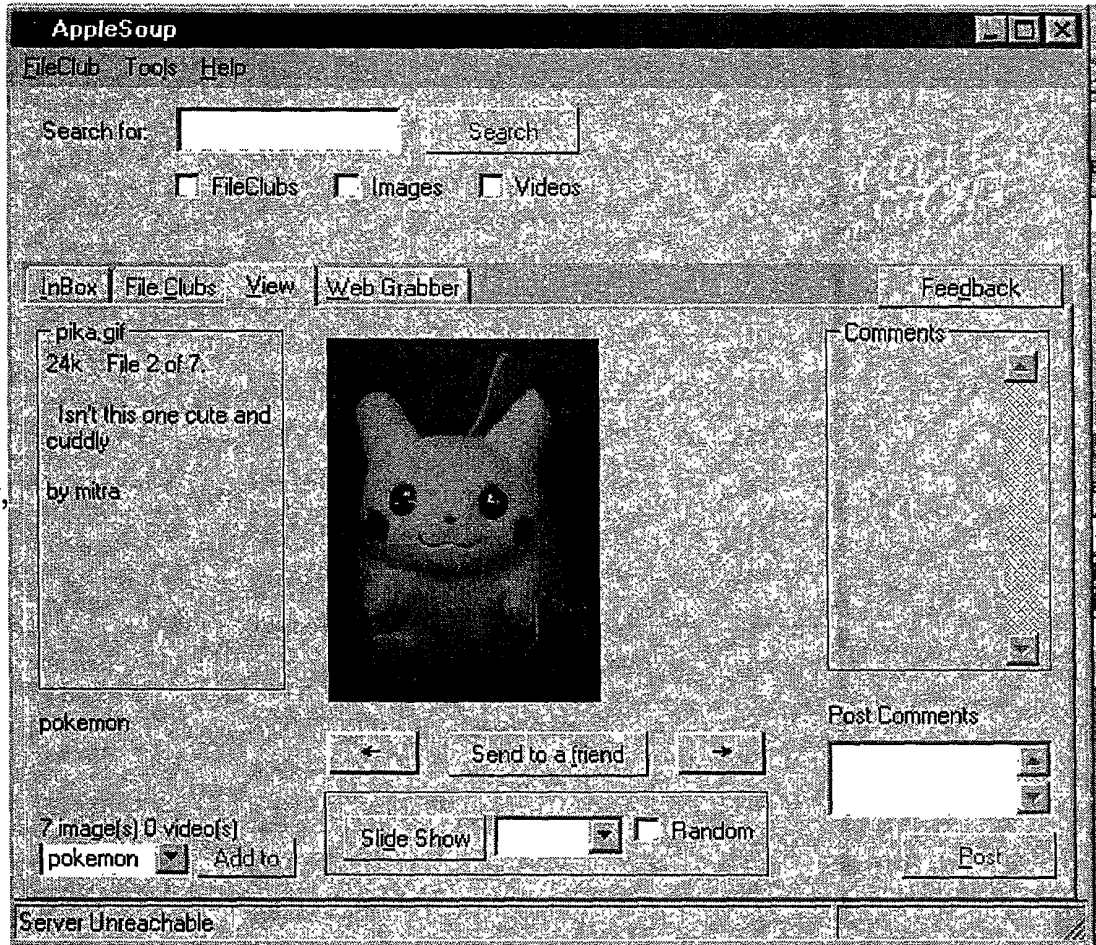 AppleSoup
FileClub Tools Help
Search for: Search
FileClubs Images Videos
InBox File Clubs View Web Grabber Feedback
pika.gif
24k File 2 of 7.
Isn't this one cute and
cuddly
by mitra
Comments
pokemon
Post Comments
← Send to a friend →
7 image(s) 0 video(s)
pokemon Add to
Slide Show Random
Post
Server Unreachable